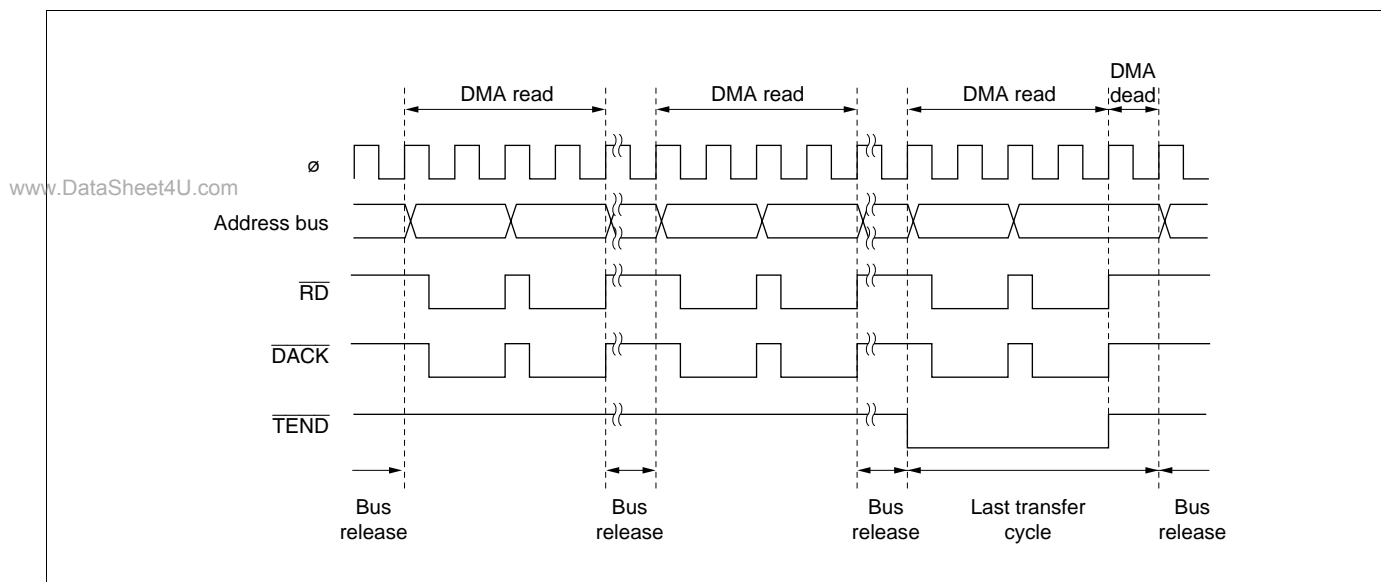 DMA
dead
DMA read
DMA read
DMA read
ø
www.DataSheet4U.com
Address bus
RD
DACK
TEND
Bus
release
Bus
release
Bus
release
Last transfer
cycle
Bus
release